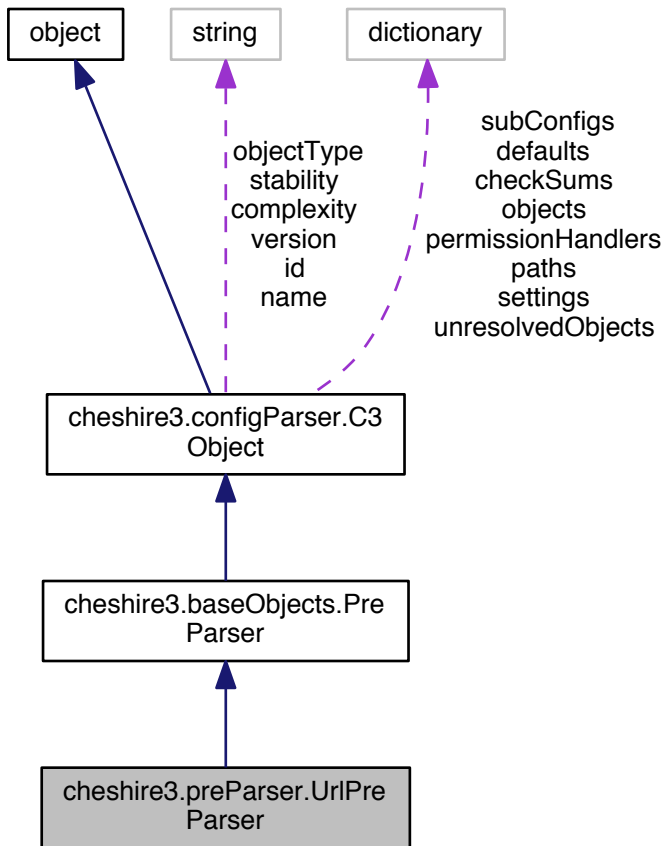 object
string
dictionary
objectType
stability
complexity
version
id
name
subConfigs
defaults
checkSums
objects
permissionHandlers
paths
settings
unresolvedObjects
cheshire3.configParser.C3
Object
cheshire3.baseObjects.Pre
Parser
cheshire3.preParser.UrlPre
Parser